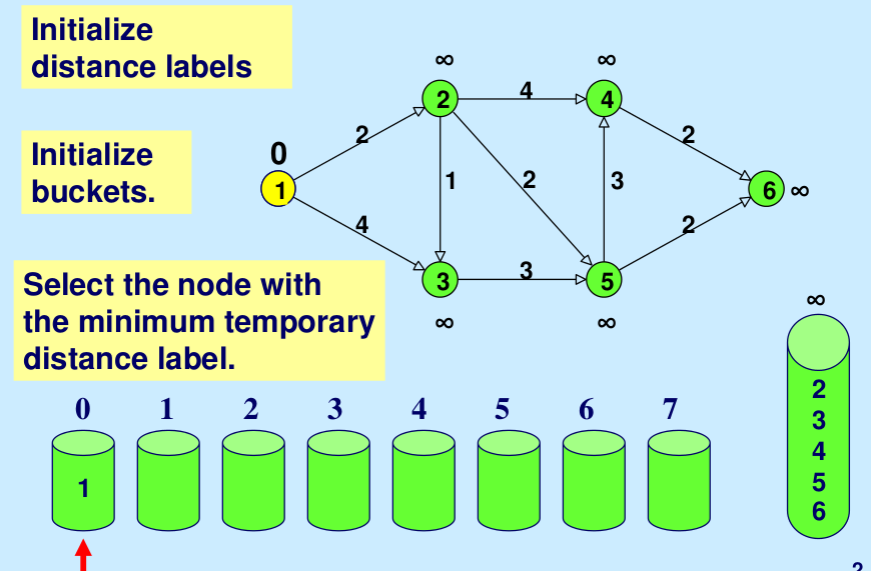 Initialize
distance labels
∞ ∞
2 4 4
Initialize
buckets.
0
2 2
1 1 2 3 6 ∞
4 2
3 3 5
Select the node with
the minimum temporary
distance label.
∞ ∞
∞
0 1 2 3 4 5 6 7
1
2
3
4
5
6
2